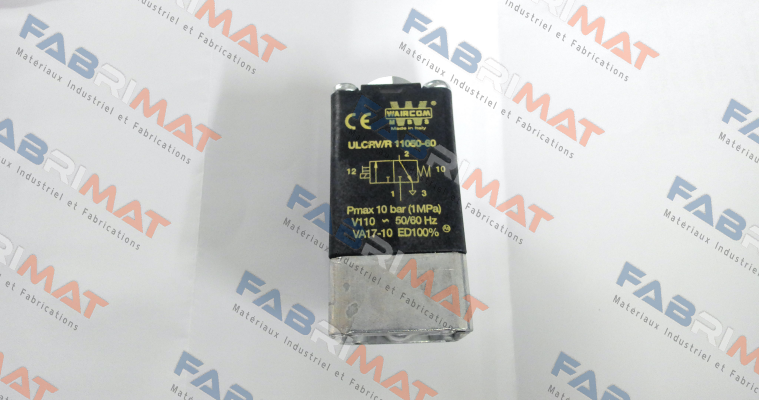 FABRIMAT
Matériaux Industriel et Fabrications
CE WAIRCOM
M B S
Made in Italy
ULCRV/R 11060-60
2
12 10
1 3
Pmax 10 bar (1MPa)
V110 ~ 50/60 Hz
VA17-10 ED100%